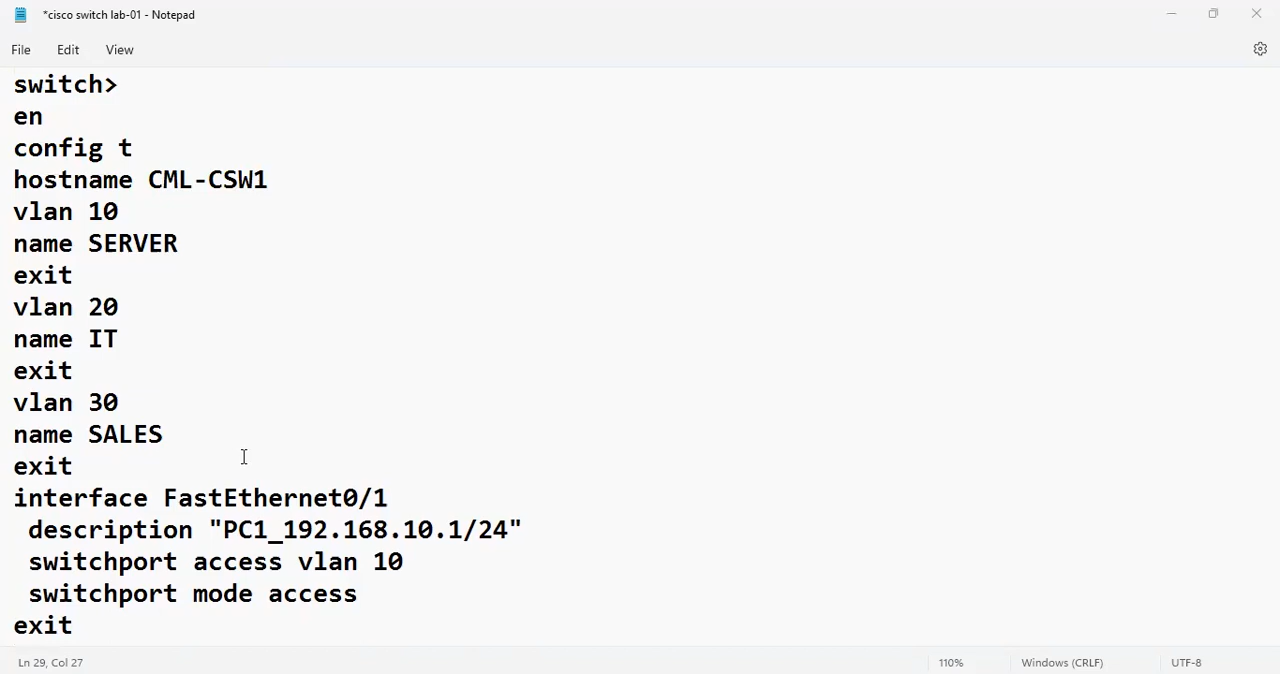 *cisco switch lab-01 - Notepad
File Edit View
switch>
en
config t
hostname CML-CSW1
vlan 10
name SERVER
exit
vlan 20
name IT
exit
vlan 30
name SALES
exit
interface FastEthernet0/1
 description "PC1_192.168.10.1/24"
 switchport access vlan 10
 switchport mode access
exit
Ln 29, Col 27 110% Windows (CRLF) UTF-8